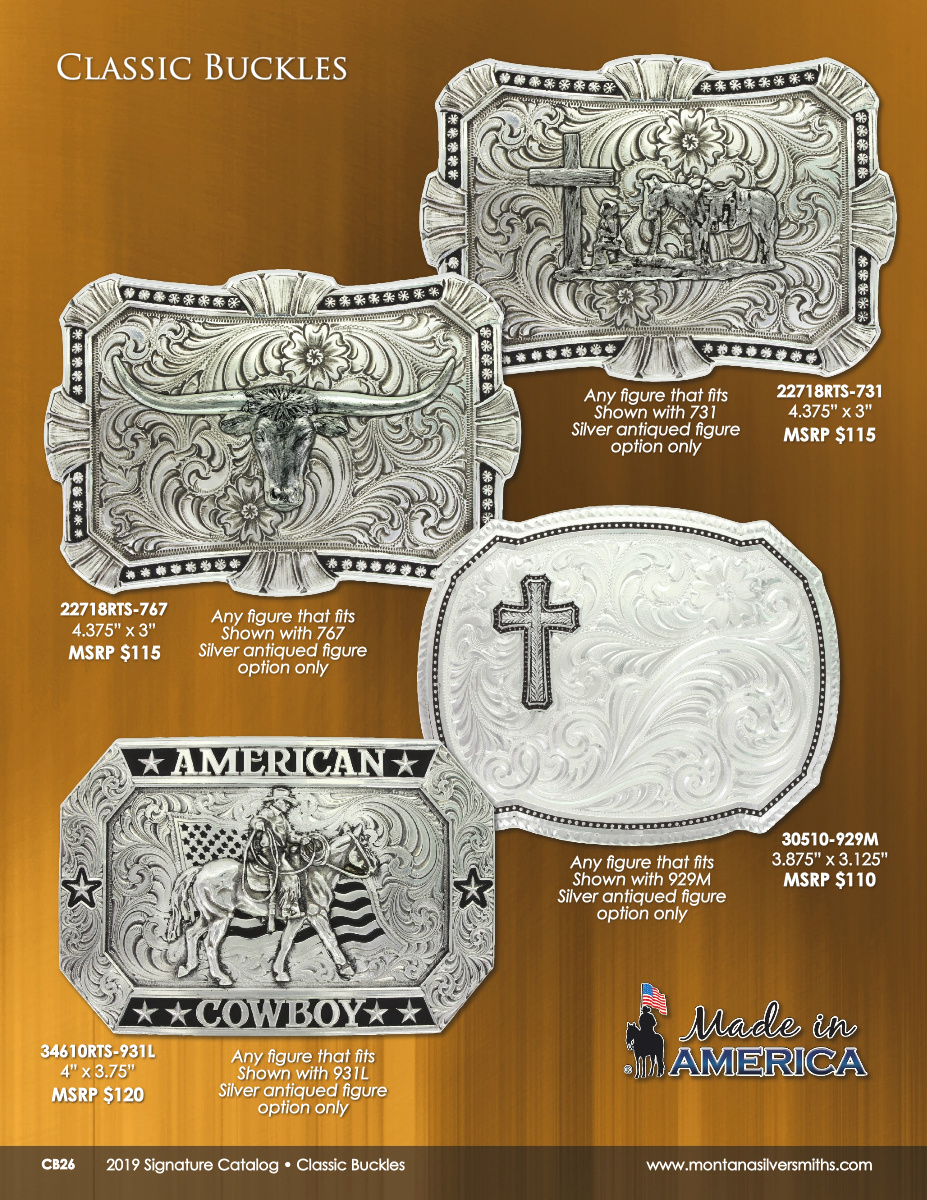 CLASSIC BUCKLES
Any figure that fits
Shown with 731
Silver antiqued figure
option only
22718RTS-731
4.375” x 3”
MSRP $115
22718RTS-767
4.375” x 3”
MSRP $115
Any figure that fits
Shown with 767
Silver antiqued figure
option only
AMERICAN
COWBOY
30510-929M
3.875” x 3.125”
MSRP $110
Any figure that fits
Shown with 929M
Silver antiqued figure
option only
34610RTS-931L
4” x 3.75”
MSRP $120
Any figure that fits
Shown with 931L
Silver antiqued figure
option only
Made in
AMERICA
®
CB26 2019 Signature Catalog • Classic Buckles www.montanasilversmiths.com